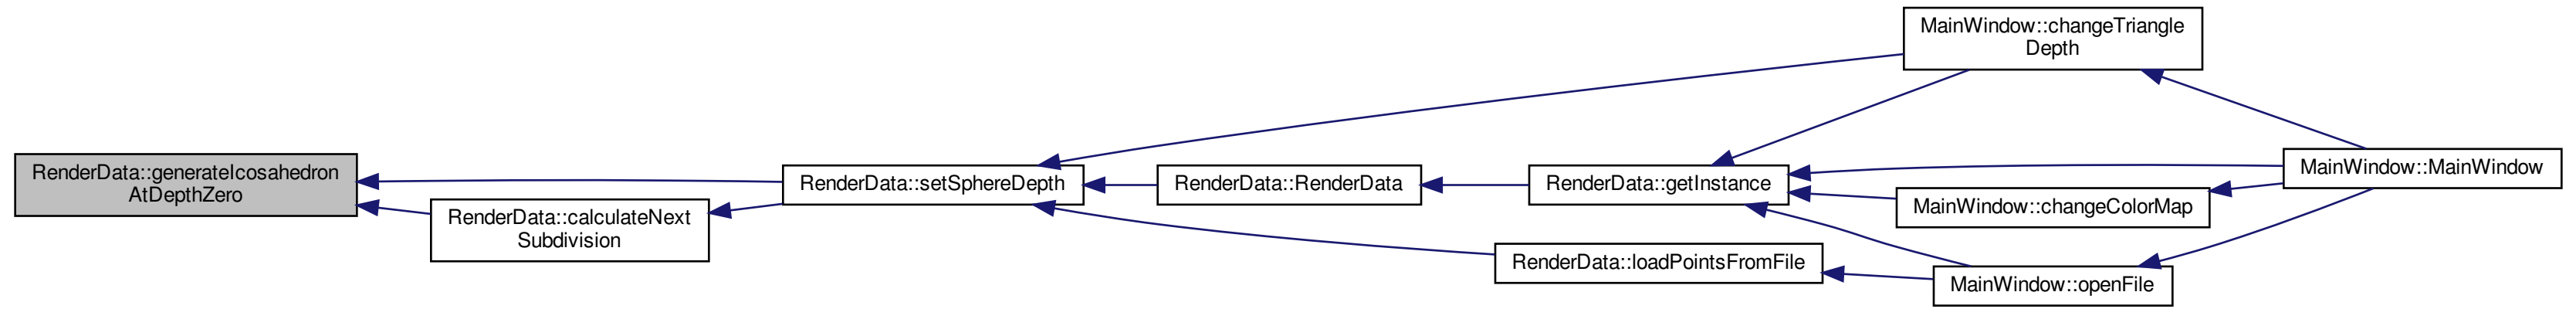 RenderData::generateIcosahedron
AtDepthZero
RenderData::calculateNext
Subdivision
RenderData::setSphereDepth
RenderData::RenderData
RenderData::loadPointsFromFile
RenderData::getInstance
MainWindow::changeTriangle
Depth
MainWindow::changeColorMap
MainWindow::openFile
MainWindow::MainWindow